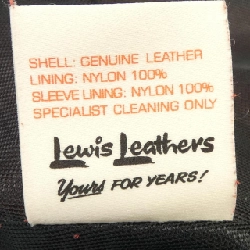 SHELL: GENUINE LEATHER
LINING: NYLON 100%
SLEEVE LINING: NYLON 100%
SPECIALIST CLEANING ONLY
Lewis Leathers
Yours FOR YEARS!